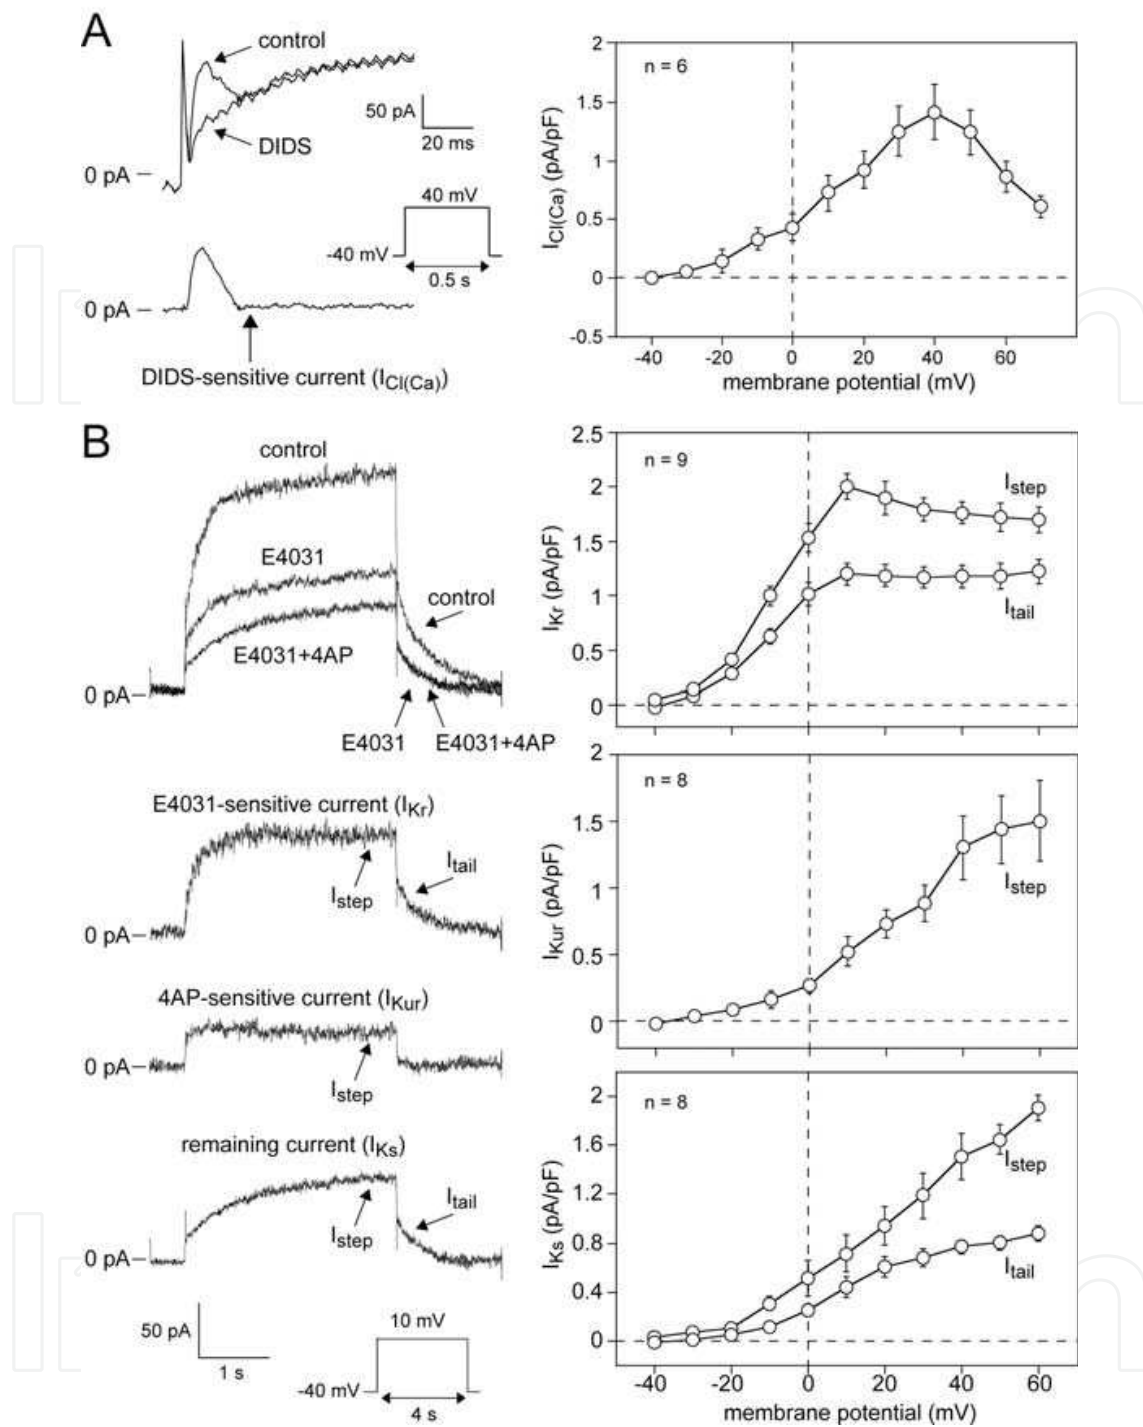 A
control
50 pA
20 ms
DIDS
0 pA
40 mV
-40 mV
0.5 s
0 pA
DIDS-sensitive current (ICl(Ca))
n = 6
ICl(Ca) (pA/pF)
2
1.5
1
0.5
0
-0.5
-40 -20 0 20 40 60
membrane potential (mV)
B
control
E4031
control
E4031+4AP
0 pA
E4031 E4031+4AP
E4031-sensitive current (IKr)
Itail
Istep
0 pA
4AP-sensitive current (IKur)
0 pA
Istep
remaining current (IKs)
Itail
Istep
0 pA
50 pA
1 s
10 mV
-40 mV
4 s
n = 9
IKr (pA/pF)
2.5
2
1.5
1
0.5
0
Istep
Itail
n = 8
IKur (pA/pF)
2
1.5
1
0.5
0
Istep
n = 8
IKs (pA/pF)
2
1.6
1.2
0.8
0.4
0
Istep
Itail
-40 -20 0 20 40 60
membrane potential (mV)